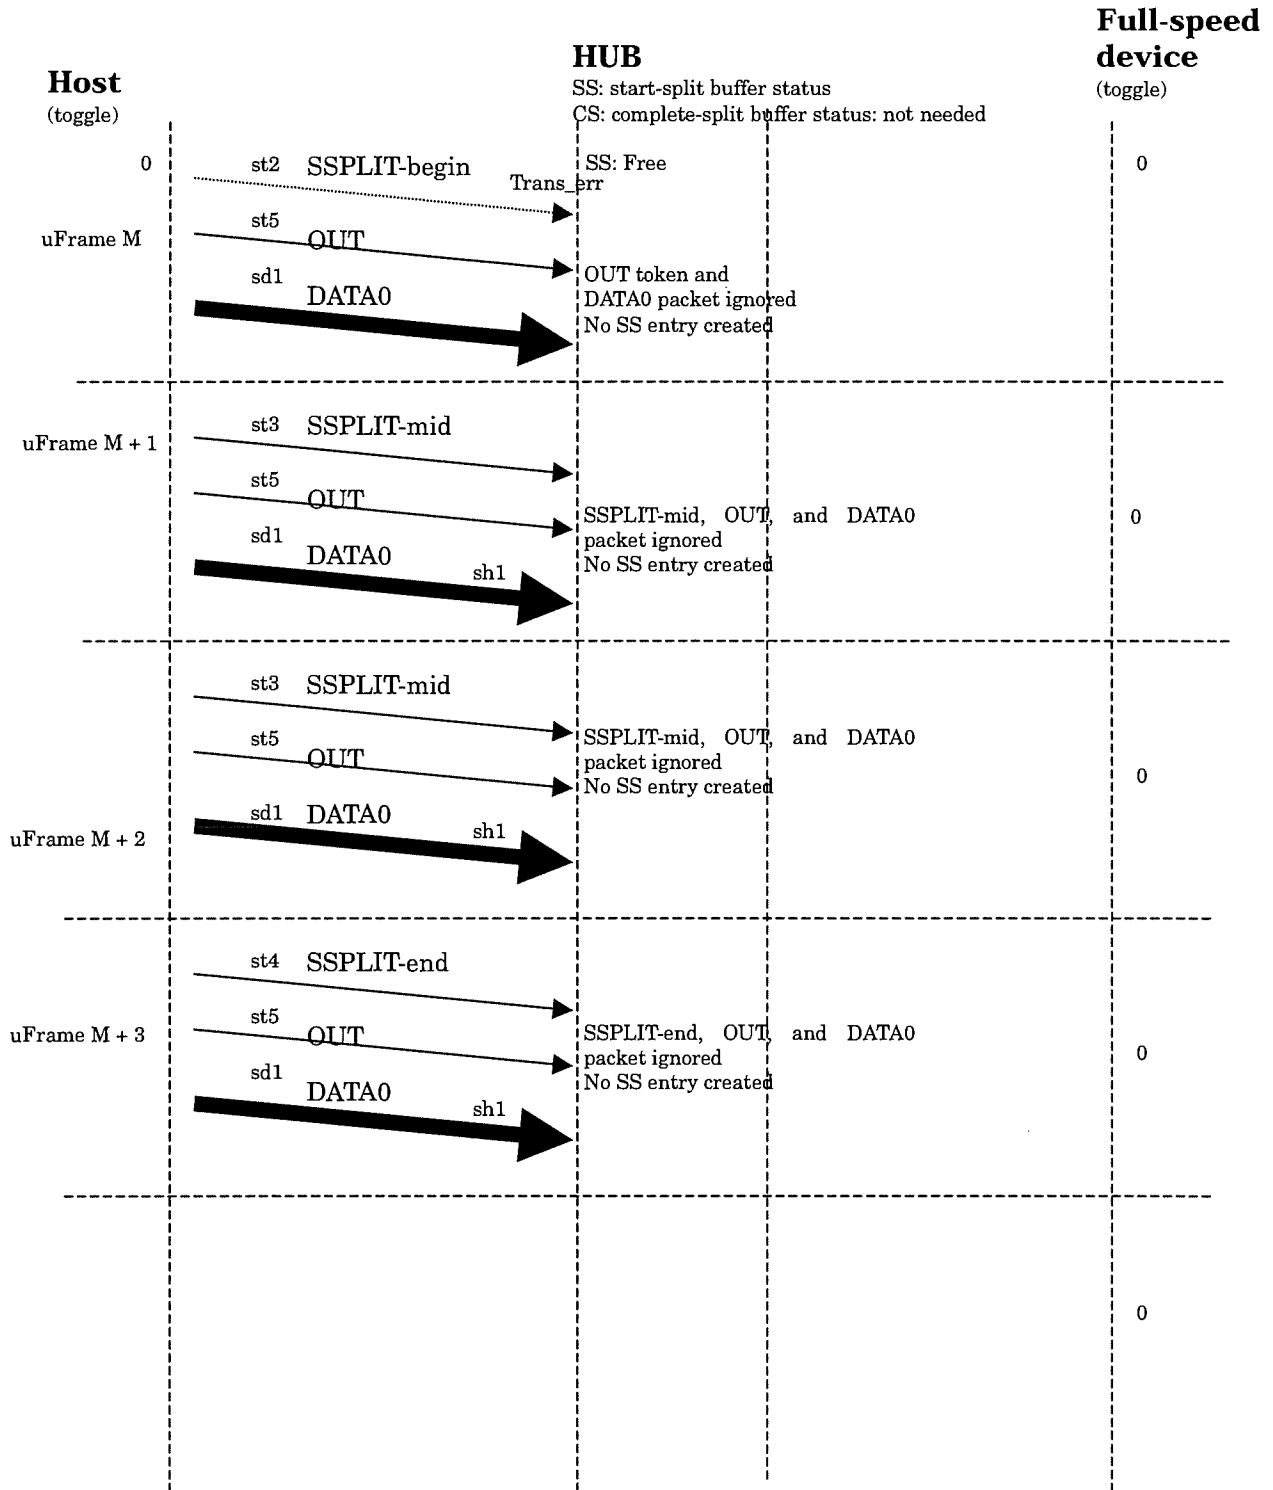 Full-speed
device
(toggle)
HUB
SS: start-split buffer status
CS: complete-split buffer status: not needed
Host
(toggle)
0
st2 SSPLIT-begin
Trans_err
SS: Free
0
uFrame M
st5
OUT
sd1
DATA0
OUT token and
DATA0 packet ignored
No SS entry created
uFrame M + 1
st3 SSPLIT-mid
st5
OUT
sd1
DATA0
sh1
SSPLIT-mid, OUT, and DATA0
packet ignored
No SS entry created
0
st3 SSPLIT-mid
st5
OUT
sd1 DATA0
sh1
uFrame M + 2
SSPLIT-mid, OUT, and DATA0
packet ignored
No SS entry created
0
st4 SSPLIT-end
uFrame M + 3
st5
OUT
sd1
DATA0
sh1
SSPLIT-end, OUT, and DATA0
packet ignored
No SS entry created
0
0